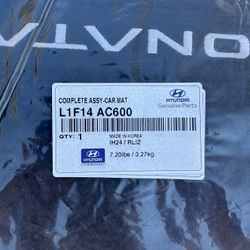 ONATA
COMPLETE ASSY-CAR MAT
L1F14 AC600
HYUNDAI
Genuine Parts
QTY: 1
MADE IN KOREA
IH24 / RLIZ
HYUNDAI
7.20lbs / 3.27kg